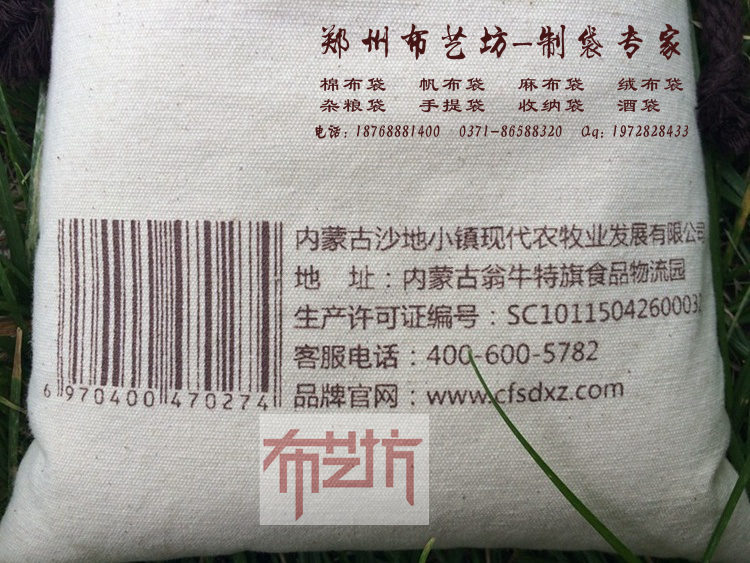 郑州布艺坊-制袋专家
棉布袋 帆布袋 麻布袋 绒布袋
杂粮袋 手提袋 收纳袋 酒袋
电话:18768881400 0371-86588320 Qq:1972828433
内蒙古沙地小镇现代农牧业发展有限公司
地 址:内蒙古翁牛特旗食品物流园
生产许可证编号:SC10115042600032
客服电话:400-600-5782
品牌官网:www.cfsdxz.com
6 970400 470274
布艺坊